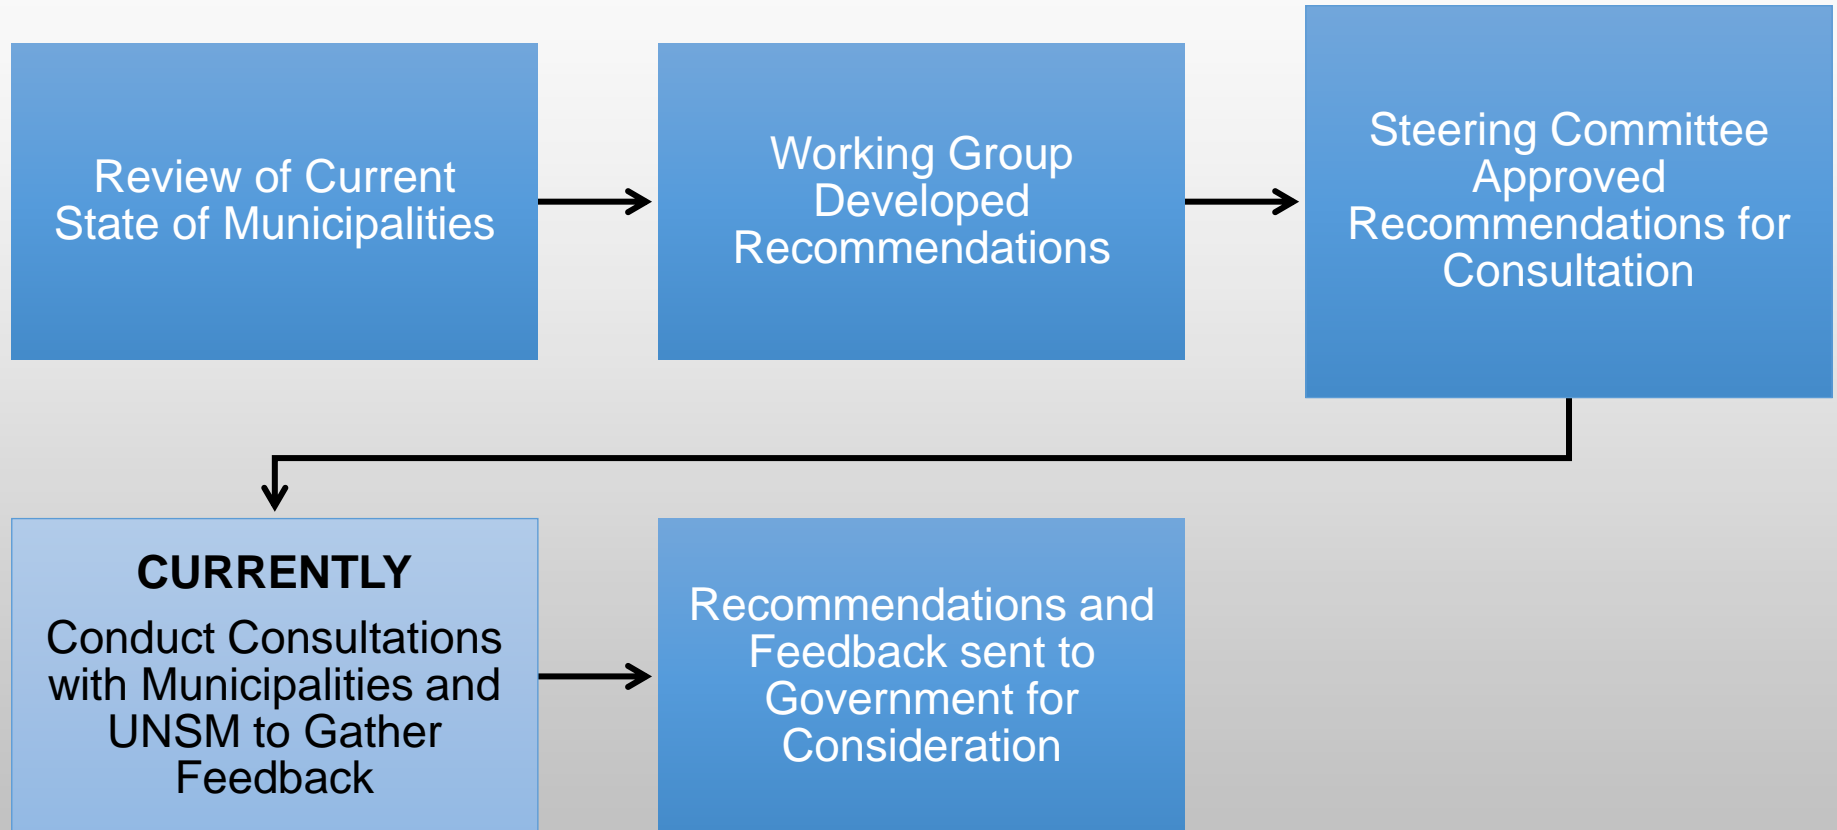 Review of Current
State of Municipalities
Working Group
Developed
Recommendations
Steering Committee
Approved
Recommendations for
Consultation
CURRENTLY
Conduct Consultations
with Municipalities and
UNSM to Gather
Feedback
Recommendations and
Feedback sent to
Government for
Consideration